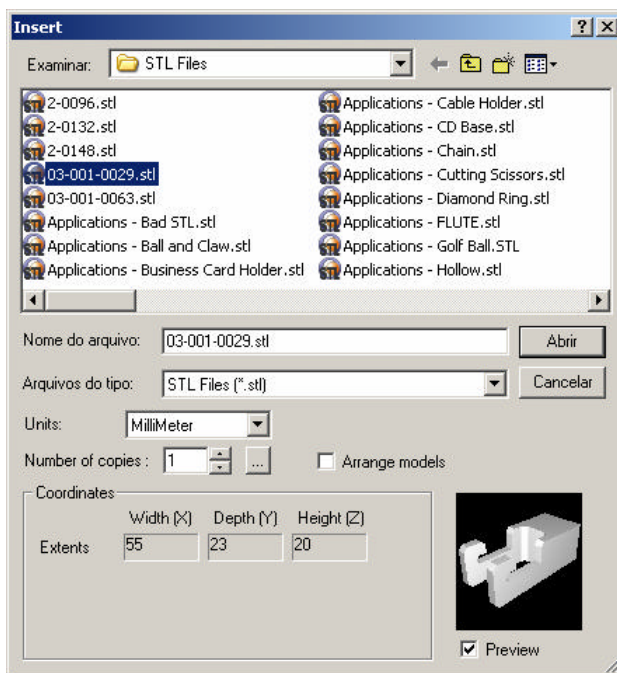 Insert
Examinar: STL Files
2-0096.stl
2-0132.stl
2-0148.stl
03-001-0029.stl
03-001-0063.stl
Applications - Bad STL.stl
Applications - Ball and Claw.stl
Applications - Business Card Holder.stl
Applications - Cable Holder.stl
Applications - CD Base.stl
Applications - Chain.stl
Applications - Cutting Scissors.stl
Applications - Diamond Ring.stl
Applications - FLUTE.stl
Applications - Golf Ball.STL
Applications - Hollow.stl
Nome do arquivo: 03-001-0029.stl Abrir
Arquivos do tipo: STL Files (*.stl) Cancelar
Units: MilliMeter
Number of copies : 1 ... Arrange models
Coordinates
Width (X) Depth (Y) Height (Z)
Extents 55 23 20
Preview